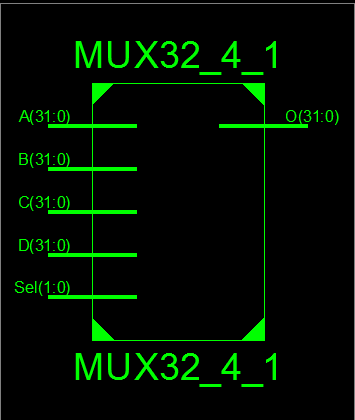 MUX32_4_1
A(31:0)
O(31:0)
B(31:0)
C(31:0)
D(31:0)
Sel(1:0)
MUX32_4_1